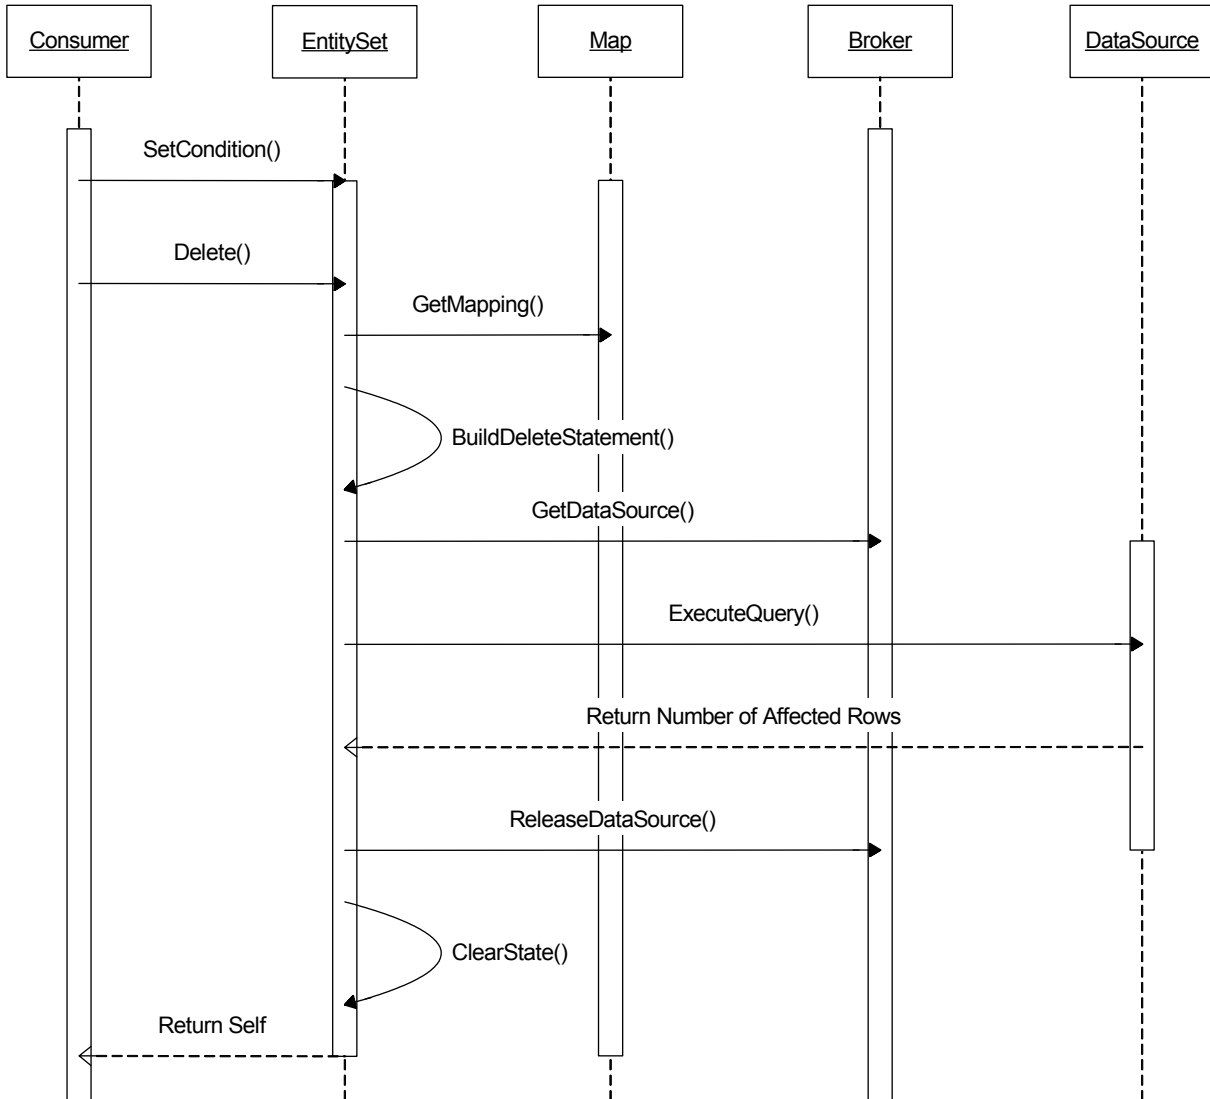 Consumer
EntitySet
Map
Broker
DataSource
SetCondition()
Delete()
GetMapping()
BuildDeleteStatement()
GetDataSource()
ExecuteQuery()
Return Number of Affected Rows
ReleaseDataSource()
ClearState()
Return Self